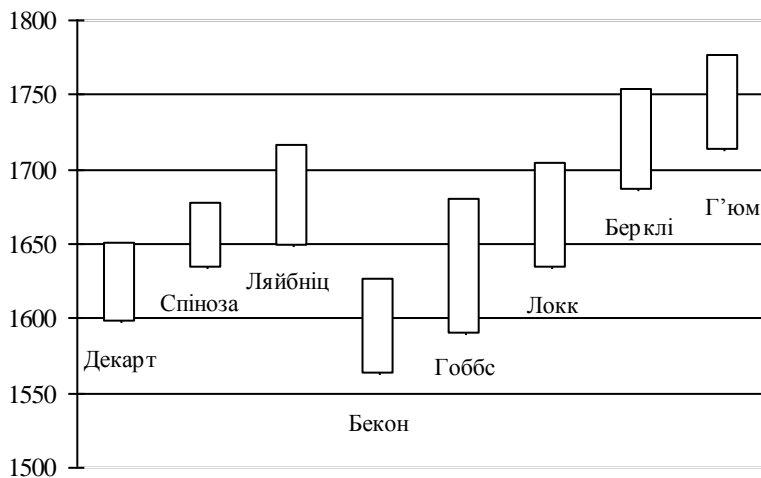 1800
1750
1700
1650
1600
1550
1500
Декарт
Спіноза
Ляйбніц
Бекон
Гоббс
Локк
Берклі
Г’юм